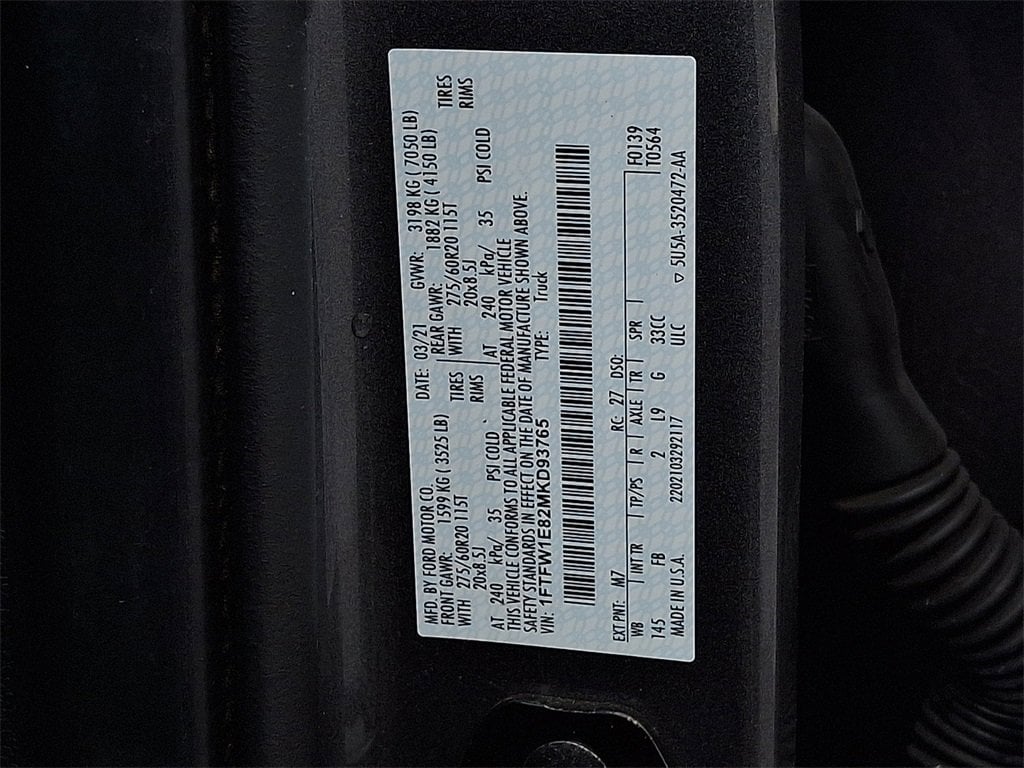 MFD. BY FORD MOTOR CO. DATE: 03/21 GVWR: 3198 KG ( 7050 LB)
FRONT GAWR: 1599 KG ( 3525 LB) REAR GAWR: 1882 KG ( 4150 LB)
WITH 275/60R20 115T TIRES WITH 275/60R20 115T TIRES
20x8.5J RIMS 20x8.5J RIMS
AT 240 kPa/ 35 PSI COLD AT 240 kPa/ 35 PSI COLD
THIS VEHICLE CONFORMS TO ALL APPLICABLE FEDERAL MOTOR VEHICLE
SAFETY STANDARDS IN EFFECT ON THE DATE OF MANUFACTURE SHOWN ABOVE.
VIN: 1FTFW1E82MKD93765 TYPE: Truck
EXT PNT: M7 RC: 27 DSO: F0139
WB INT TR TP/PS R AXLE TR SPR T0564
145 FB 2 L9 G 33CC
MADE IN U.S.A. 2202103292117 ULC 5U5A-3520472-AA